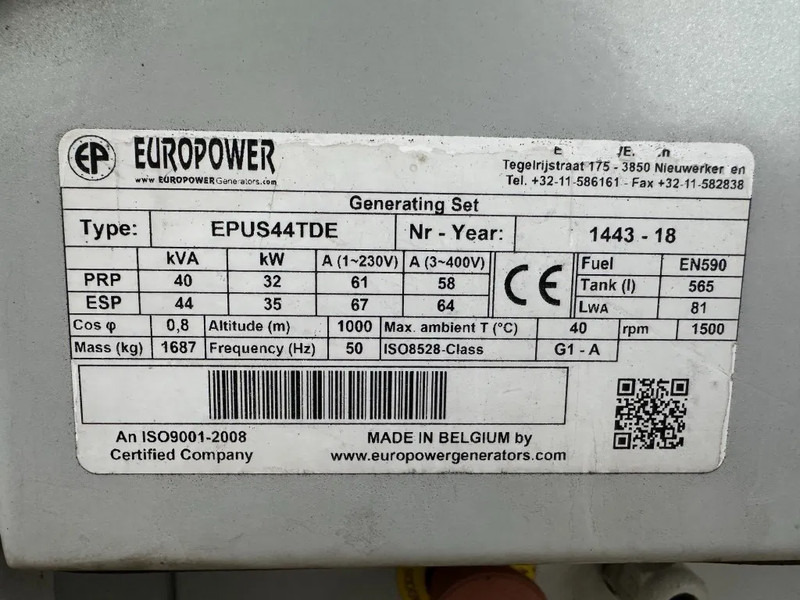 EP EUROPOWER
www EUROPOWERGenerators.com
Tegelrijstraat 175 - 3850 Nieuwerker en
Tel. +32-11-586161 - Fax +32-11-582838
Generating Set
Type: EPUS44TDE Nr - Year: 1443 - 18
kVA kW A (1~230V) A (3~400V) CE Fuel EN590
PRP 40 32 61 58 Tank (l) 565
ESP 44 35 67 64 LWA 81
Cos φ 0,8 Altitude (m) 1000 Max. ambient T (°C) 40 rpm 1500
Mass (kg) 1687 Frequency (Hz) 50 ISO8528-Class G1 - A
An ISO9001-2008 MADE IN BELGIUM by
Certified Company www.europowergenerators.com